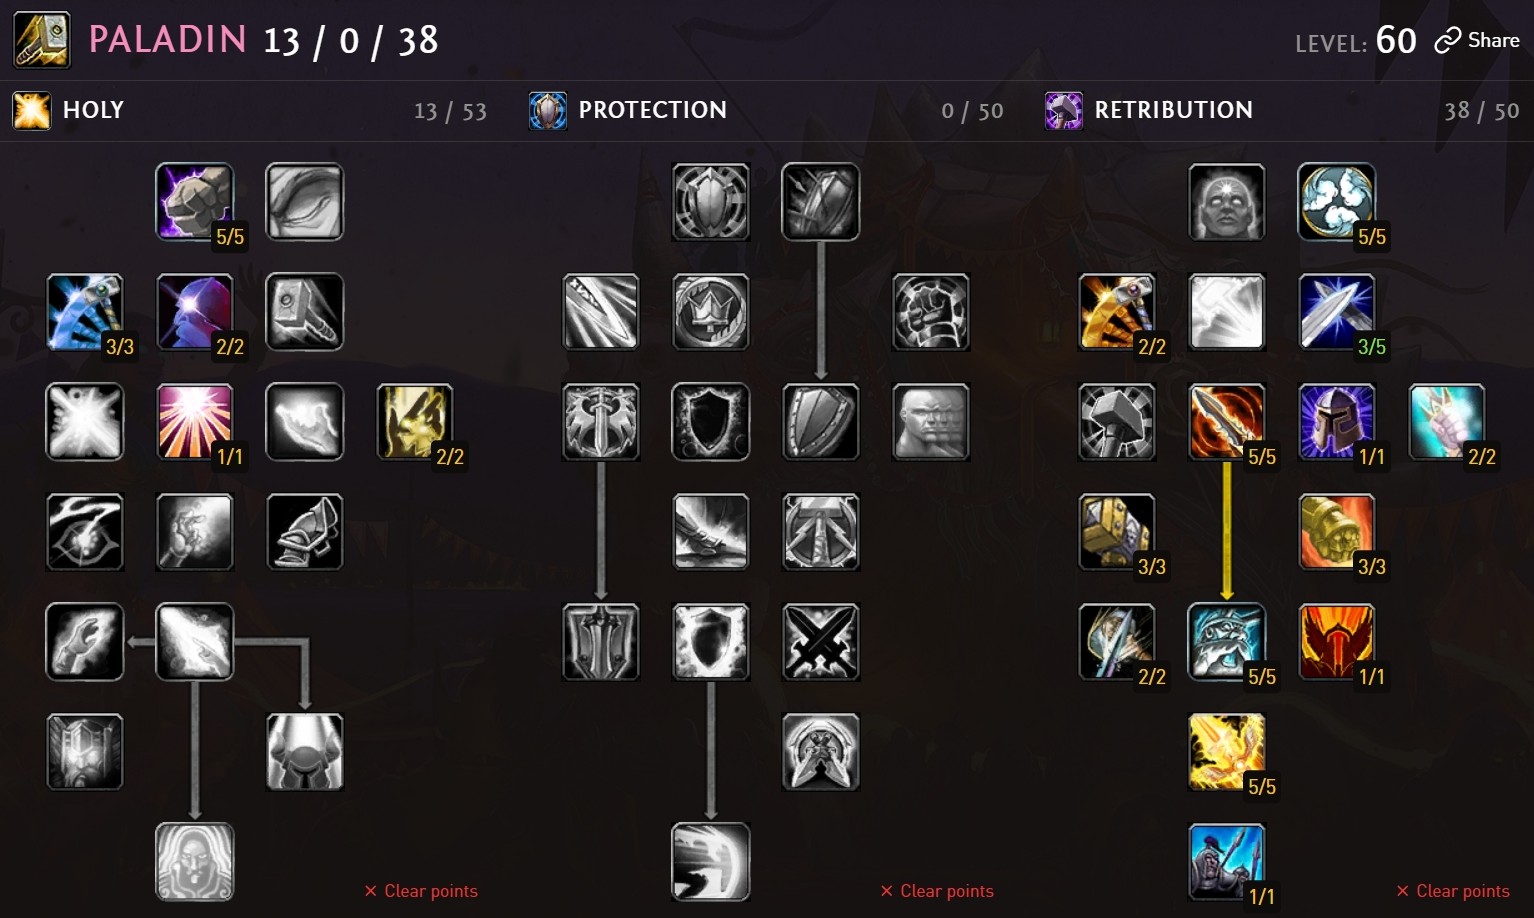 PALADIN 13 / 0 / 38
LEVEL: 60 Share
HOLY 13 / 53
PROTECTION 0 / 50
RETRIBUTION 38 / 50
5/5 5/5
3/3 2/2 2/2 3/5
1/1 2/2 5/5 1/1 2/2
3/3 3/3
2/2 5/5 1/1
5/5
× Clear points × Clear points 1/1 × Clear points